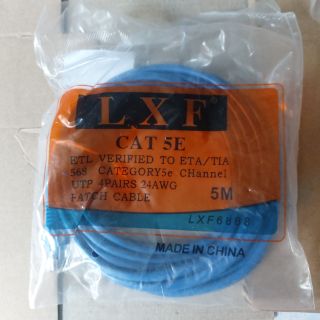 LXF
CAT 5E
ETL VERIFIED TO ETA/TIA
568 CATEGORY5e CHannel
UTP 4PAIRS 24AWG
PATCH CABLE 5M
LXF6868
MADE IN CHINA